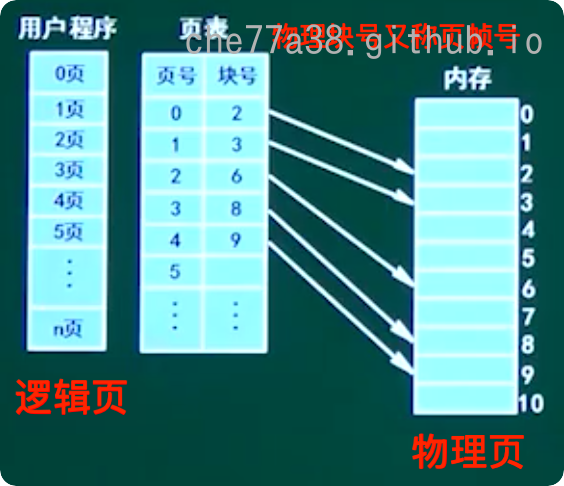 用户程序
页表
物理块号又称页帧号
che77a38.github.io
内存
0页
1页
2页
3页
4页
5页
n页
页号 块号
0 2
1 3
2 6
3 8
4 9
5
0
1
2
3
4
5
6
7
8
9
10
逻辑页
物理页